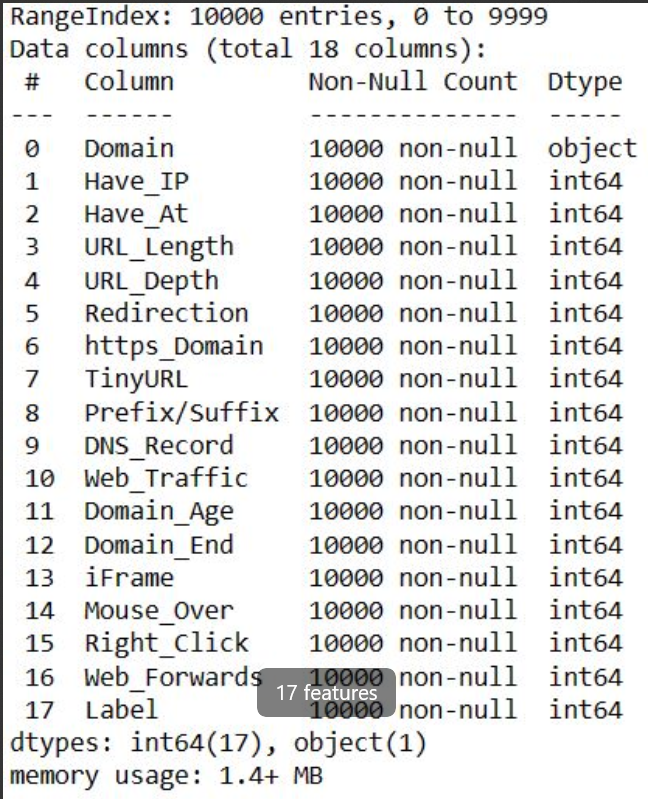 RangeIndex: 10000 entries, 0 to 9999
Data columns (total 18 columns):
 #   Column         Non-Null Count  Dtype
---  ------         --------------  -----
 0   Domain         10000 non-null  object
 1   Have_IP        10000 non-null  int64
 2   Have_At        10000 non-null  int64
 3   URL_Length     10000 non-null  int64
 4   URL_Depth      10000 non-null  int64
 5   Redirection    10000 non-null  int64
 6   https_Domain   10000 non-null  int64
 7   TinyURL        10000 non-null  int64
 8   Prefix/Suffix  10000 non-null  int64
 9   DNS_Record     10000 non-null  int64
 10  Web_Traffic    10000 non-null  int64
 11  Domain_Age     10000 non-null  int64
 12  Domain_End     10000 non-null  int64
 13  iFrame         10000 non-null  int64
 14  Mouse_Over     10000 non-null  int64
 15  Right_Click    10000 non-null  int64
 16  Web_Forwards   10000 non-null  int64
17 features
 17  Label          10000 non-null  int64
dtypes: int64(17), object(1)
memory usage: 1.4+ MB